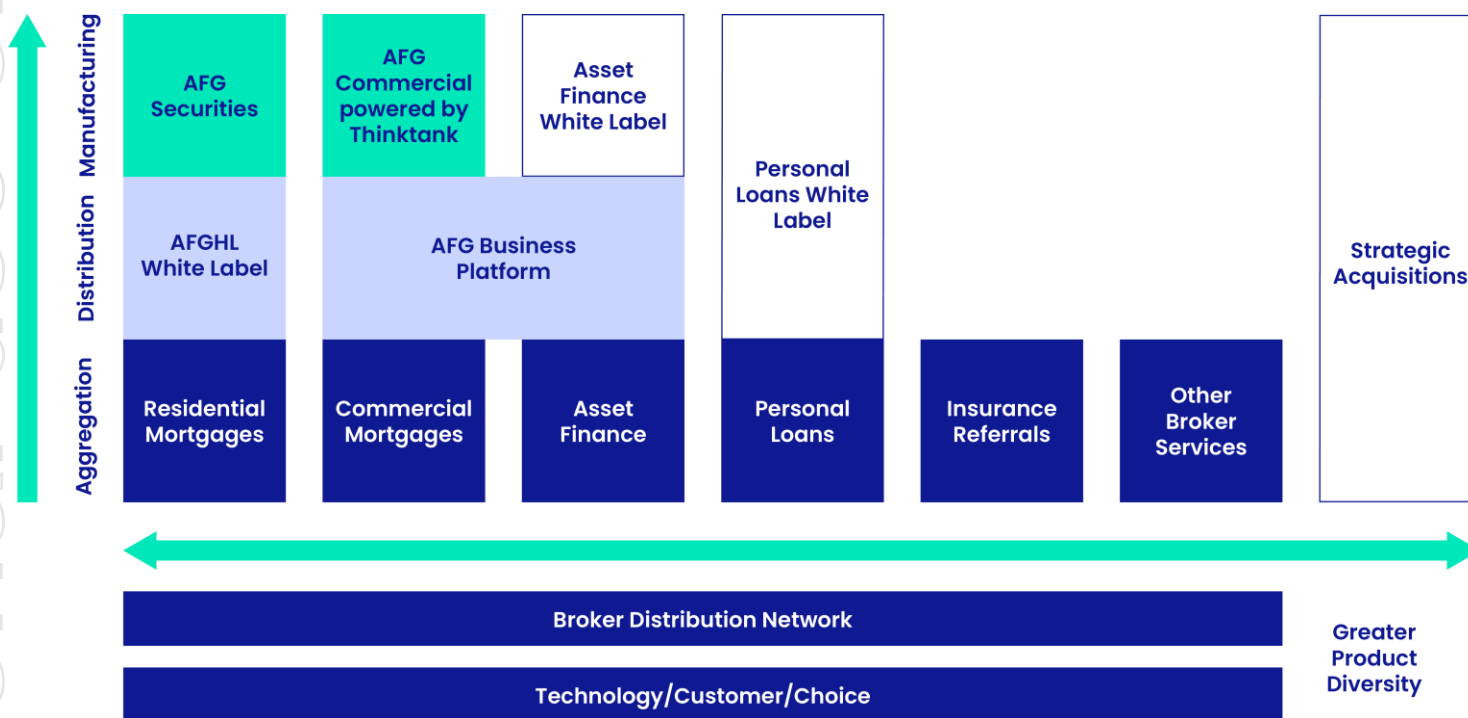 Manufacturing
AFG
Securities
AFG
Commercial
powered by
Thinktank
Asset
Finance
White Label
Personal
Loans White
Label
Strategic
Acquisitions
Distribution
AFGHL
White Label
AFG Business
Platform
Aggregation
Residential
Mortgages
Commercial
Mortgages
Asset
Finance
Personal
Loans
Insurance
Referrals
Other
Broker
Services
Broker Distribution Network
Technology/Customer/Choice
Greater
Product
Diversity